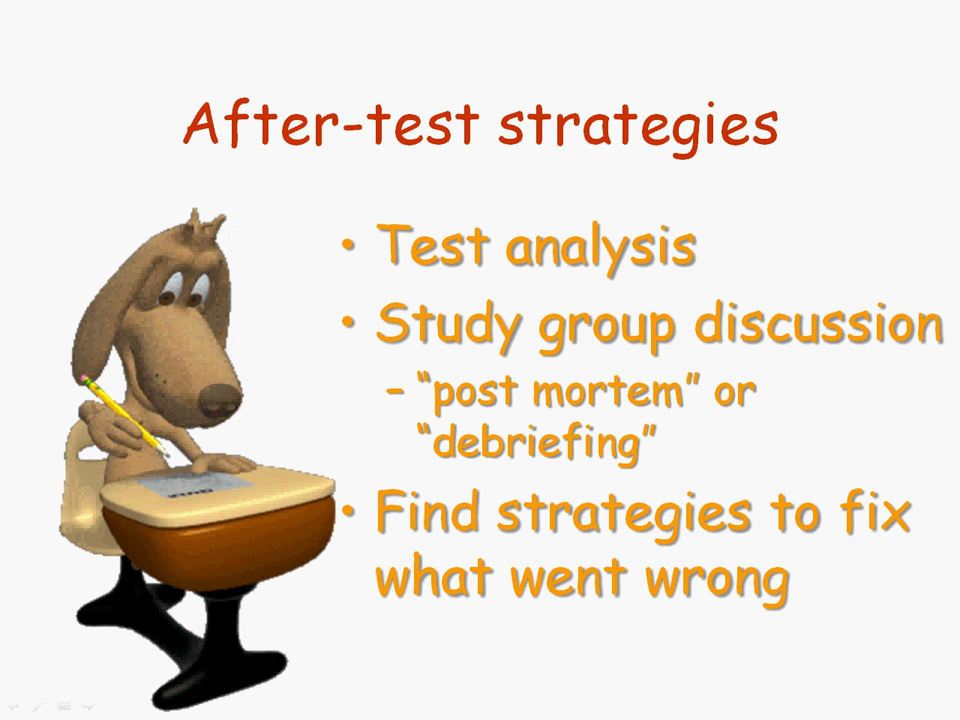 After-test strategies
• Test analysis
• Study group discussion
– “post mortem” or
“debriefing”
• Find strategies to fix
what went wrong